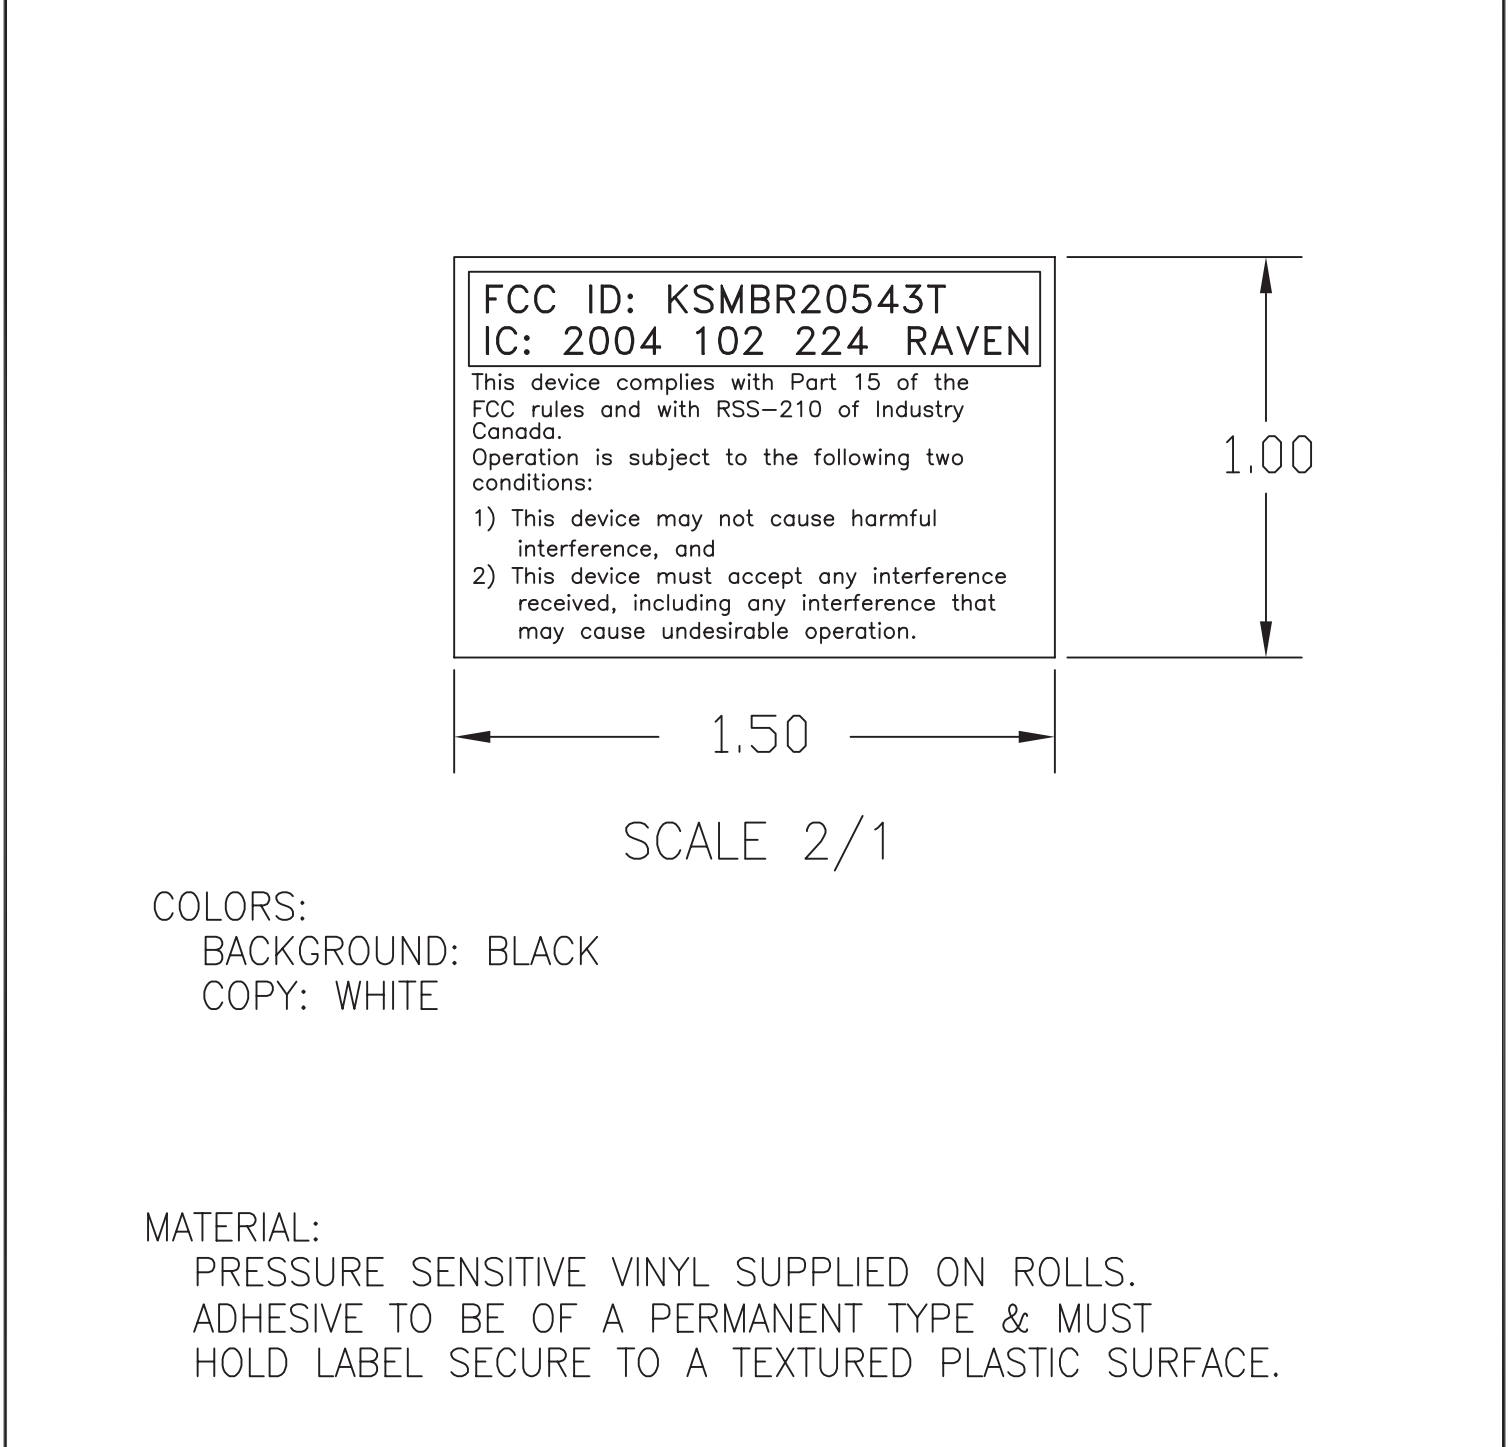 FCC ID: KSMBR20543T
IC: 2004 102 224 RAVEN
This device complies with Part 15 of the
FCC rules and with RSS-210 of Industry
Canada.
Operation is subject to the following two
conditions:
1) This device may not cause harmful
interference, and
2) This device must accept any interference
received, including any interference that
may cause undesirable operation.
1.00
1.50
SCALE 2/1
COLORS:
BACKGROUND: BLACK
COPY: WHITE
MATERIAL:
PRESSURE SENSITIVE VINYL SUPPLIED ON ROLLS.
ADHESIVE TO BE OF A PERMANENT TYPE & MUST
HOLD LABEL SECURE TO A TEXTURED PLASTIC SURFACE.